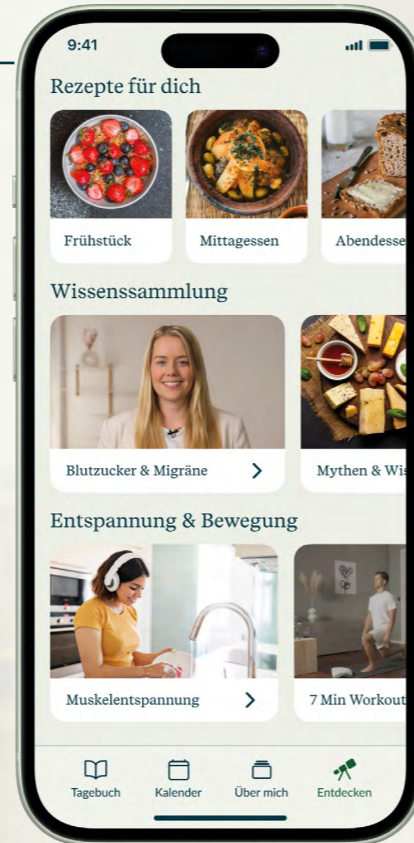 9:41
Rezepte für dich
Frühstück
Mittagessen
Abendesse
Wissenssammlung
Blutzucker & Migräne
Mythen & Wis
Entspannung & Bewegung
Muskelentspannung
7 Min Workout
Tagebuch
Kalender
Über mich
Entdecken